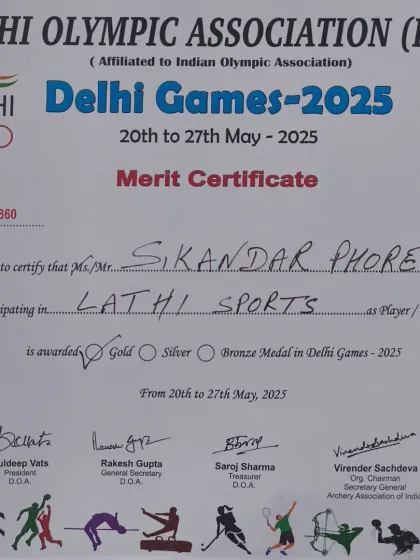 HI OLYMPIC ASSOCIATION (
( Affiliated to Indian Olympic Association)
HI
Delhi Games-2025
20th to 27th May - 2025
Merit Certificate
860
to certify that Ms./Mr. SIKANDAR PHORE
ipating in LATHI SPORTS as Player /
is awarded Gold Silver Bronze Medal in Delhi Games - 2025
From 20th to 27th May, 2025
uldeep Vats
President
D.O.A.
Rakesh Gupta
General Secretary
D.O.A.
Saroj Sharma
Treasurer
D.O.A.
Virender Sachdeva
Org. Chairman
Secretary General
Archery Association of India